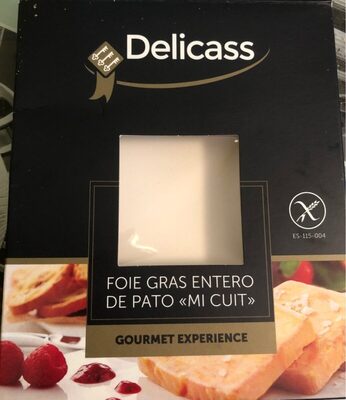 Delicass
ES-115-004
FOIE GRAS ENTERO
DE PATO «MI CUIT»
GOURMET EXPERIENCE